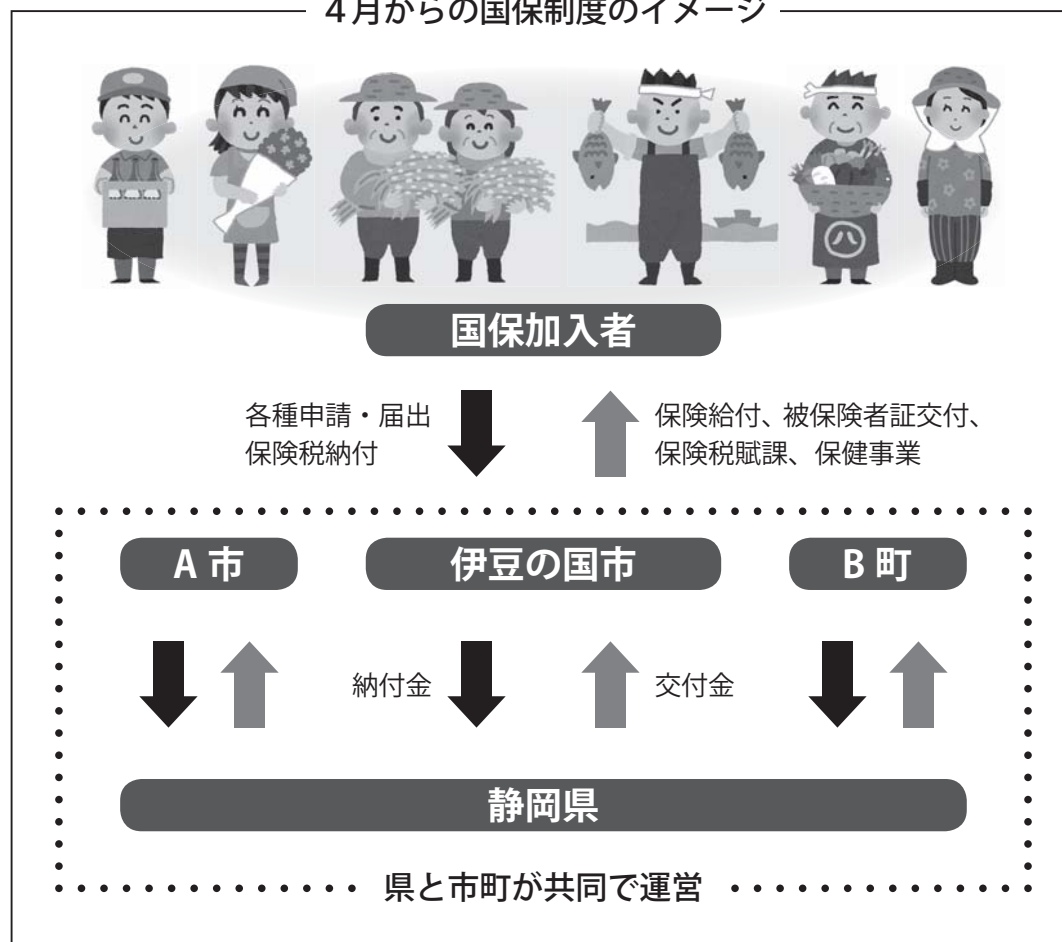 4月からの国保制度のイメージ
八
国保加入者
各種申請・届出
保険税納付
保険給付、被保険者証交付、
保険税賦課、保健事業
A 市
伊豆の国市
B 町
納付金
交付金
静岡県
県と市町が共同で運営